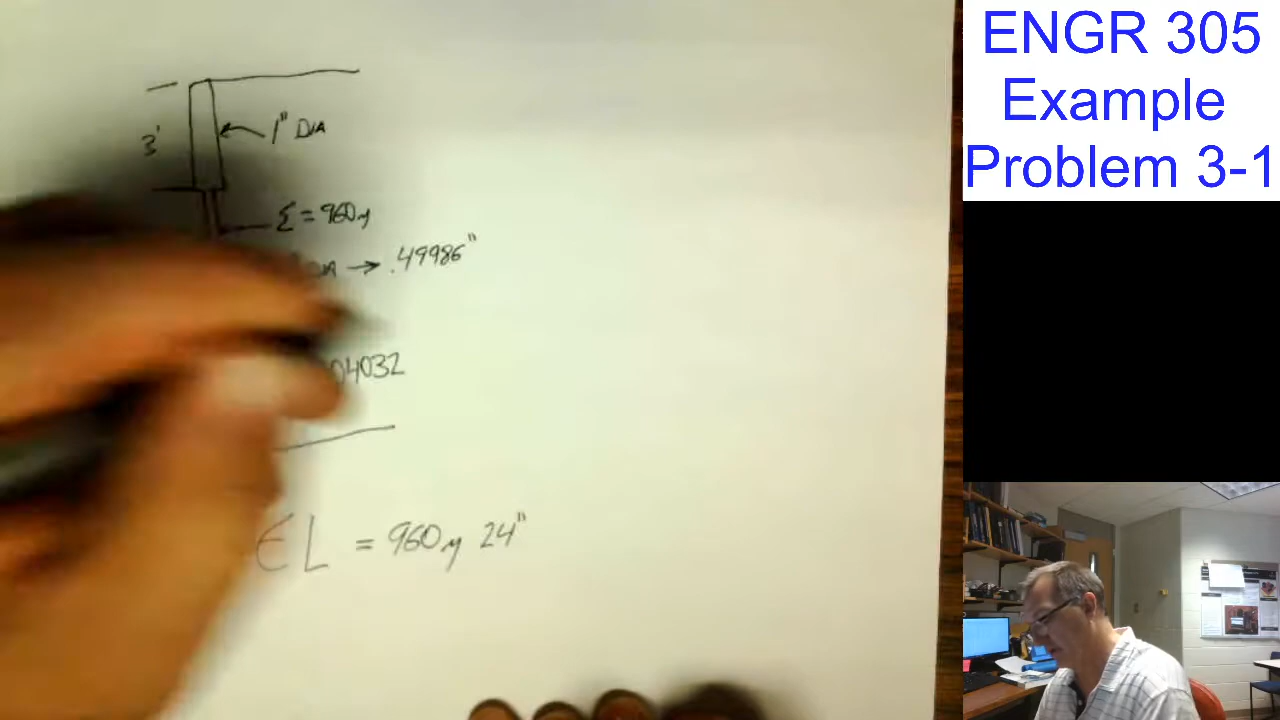 ENGR 305
Example
Problem 3-1
3'
1" DIA
Σ = 960μ
→ .49986"
04032
ϵL = 960μ 24"